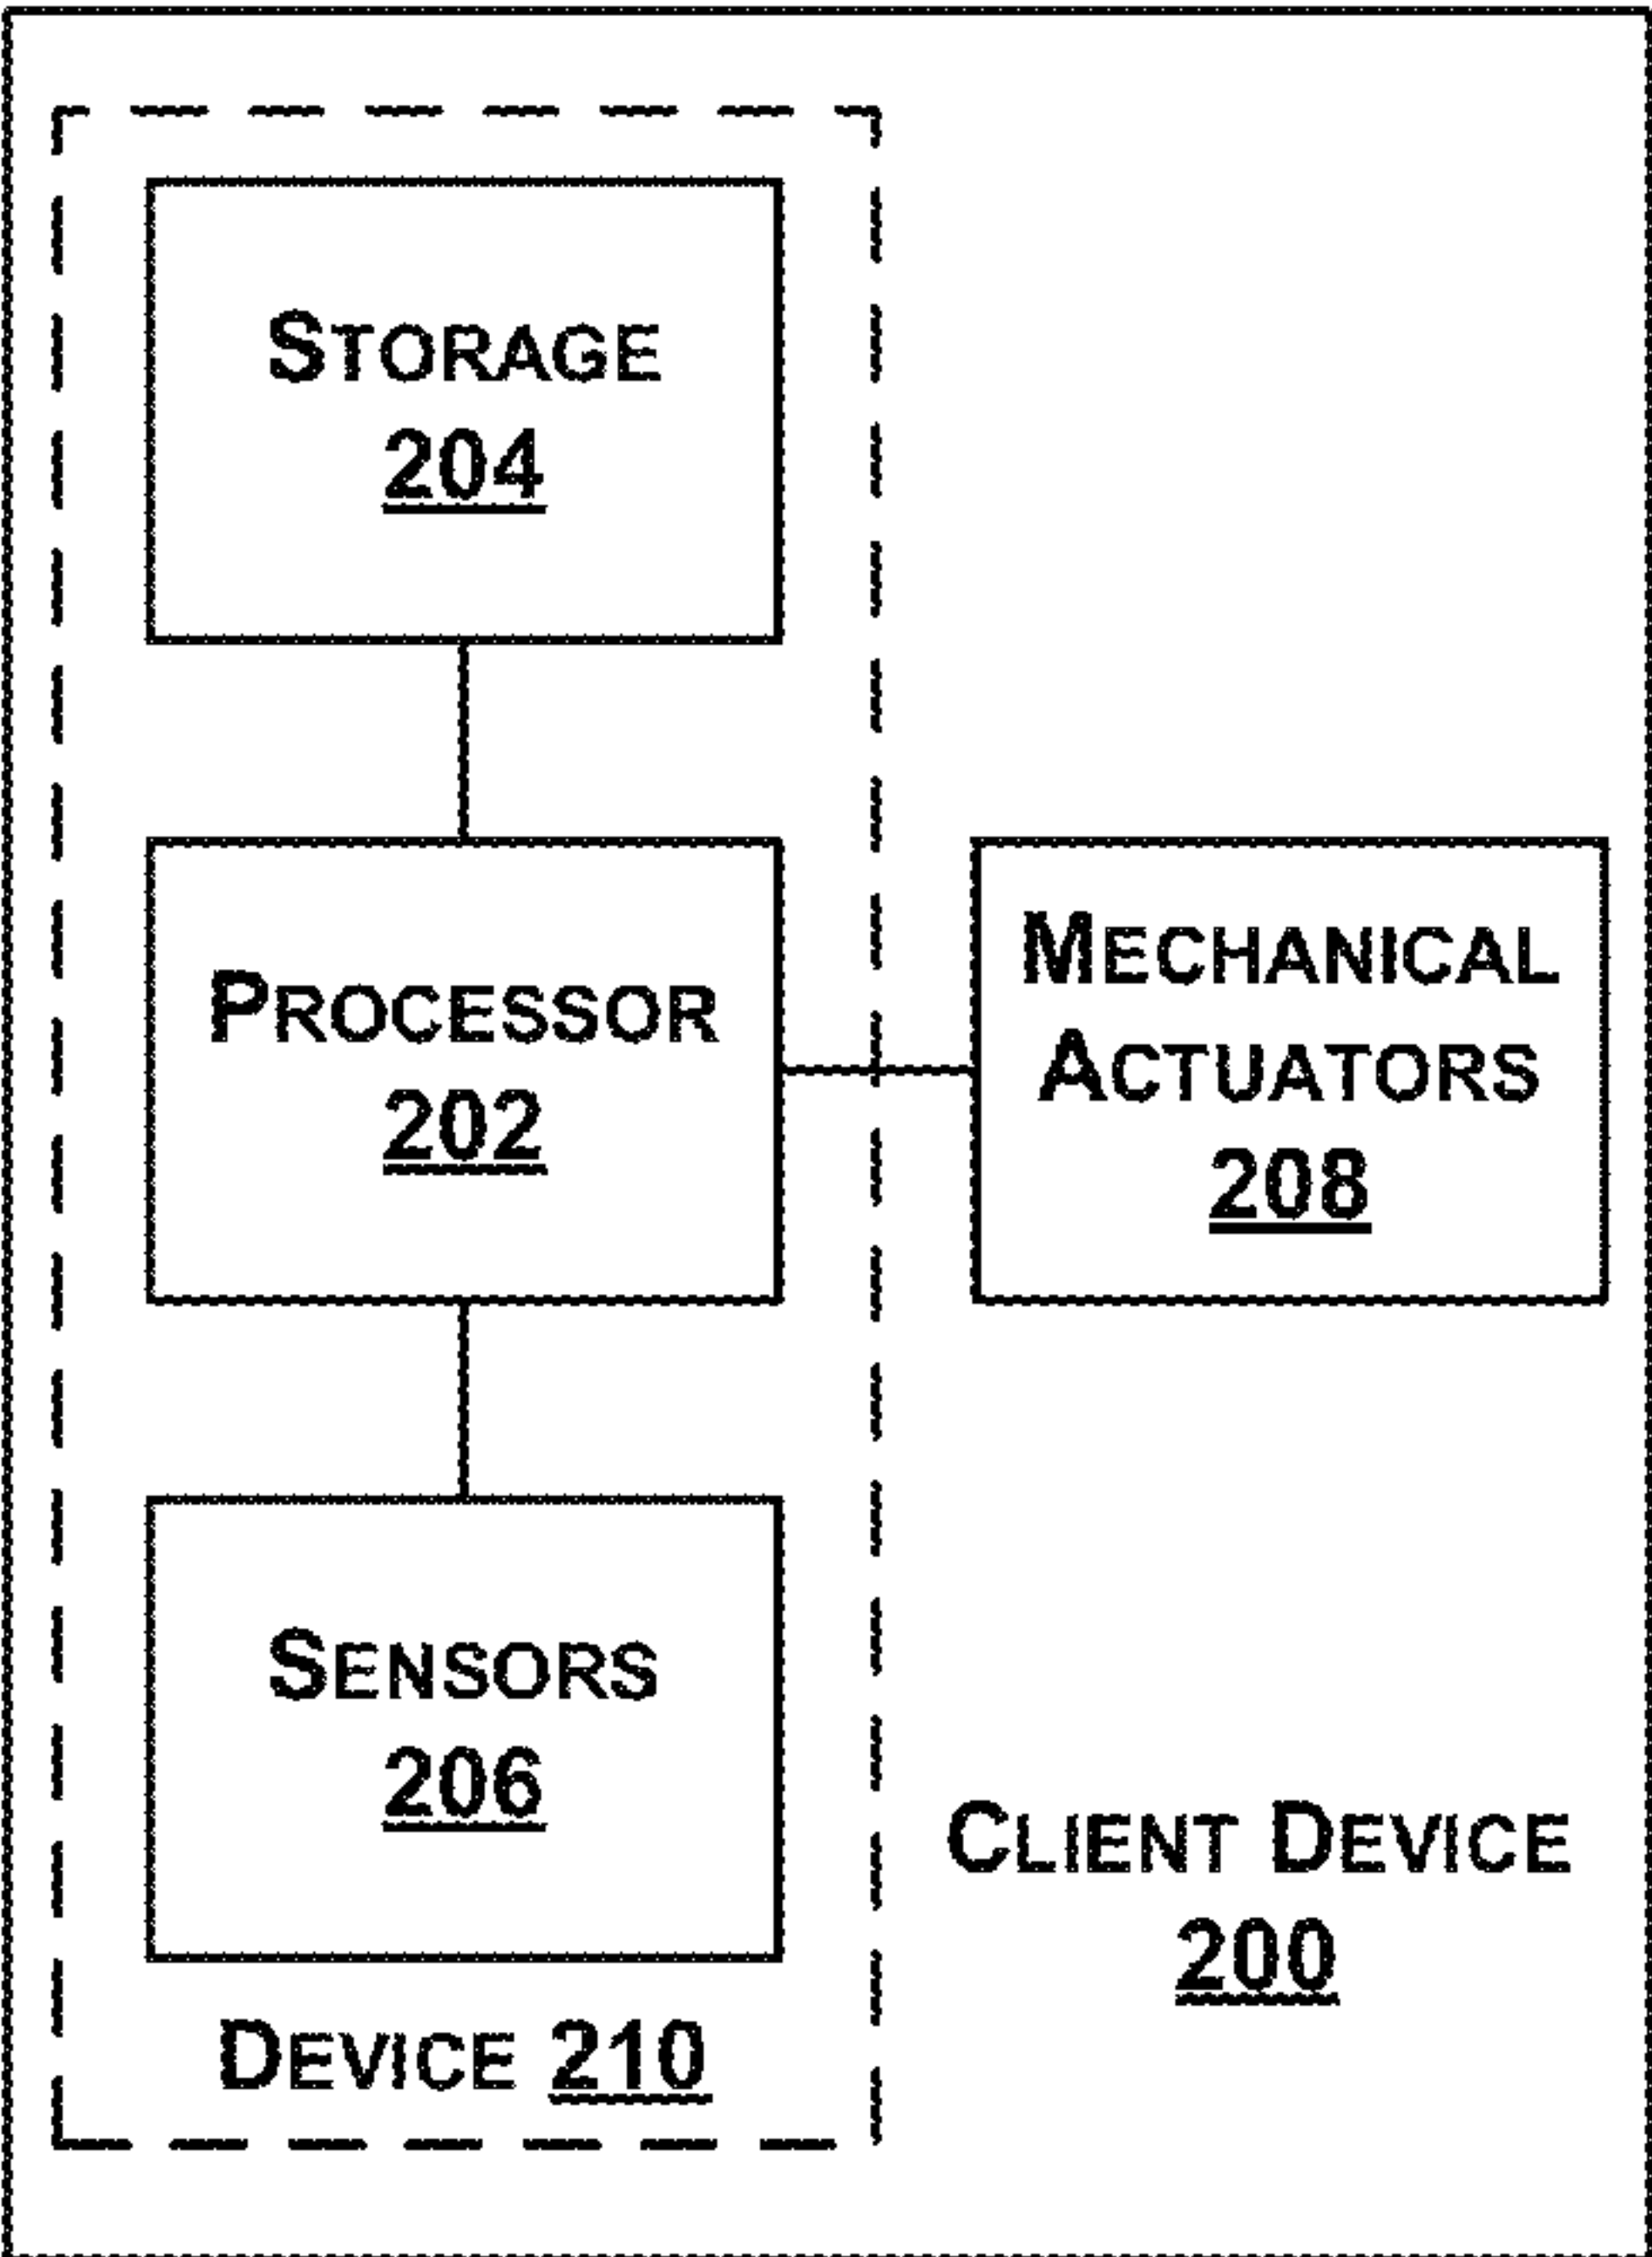 STORAGE
204
PROCESSOR
202
MECHANICAL
ACTUATORS
208
SENSORS
206
CLIENT DEVICE
200
DEVICE 210